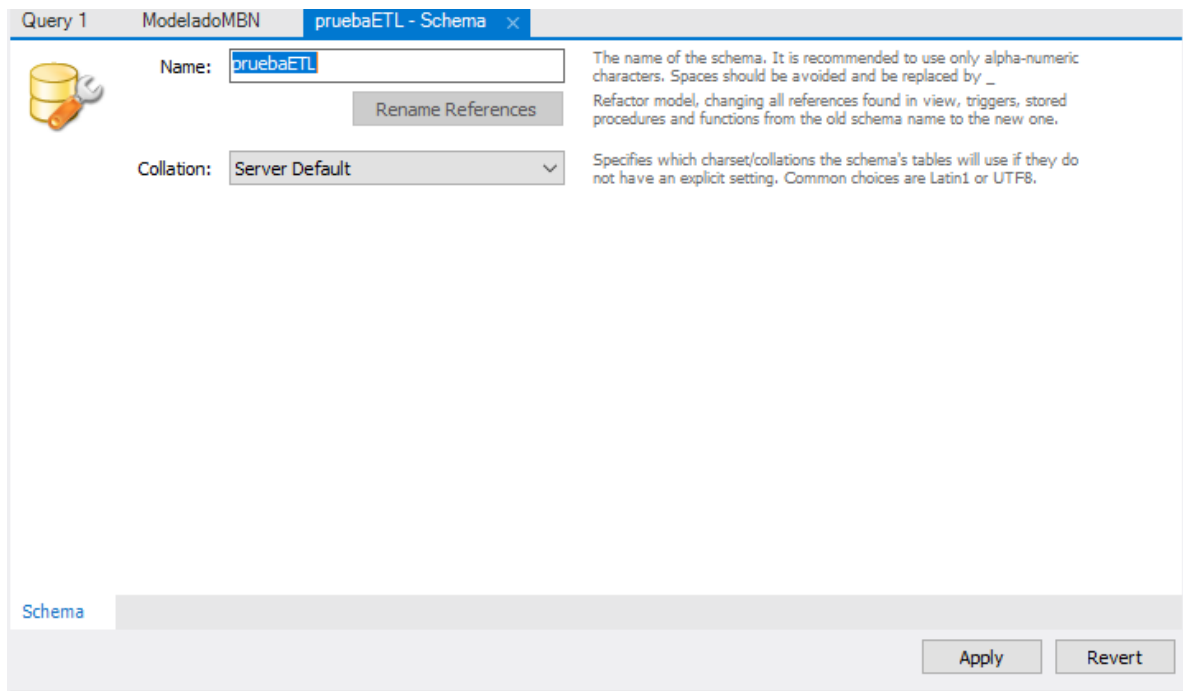 Query 1
ModeladoMBN
pruebaETL - Schema
Name:
pruebaETL
The name of the schema. It is recommended to use only alpha-numeric
characters. Spaces should be avoided and be replaced by _
Rename References
Refactor model, changing all references found in view, triggers, stored
procedures and functions from the old schema name to the new one.
Collation:
Server Default
Specifies which charset/collations the schema's tables will use if they do
not have an explicit setting. Common choices are Latin1 or UTF8.
Schema
Apply
Revert